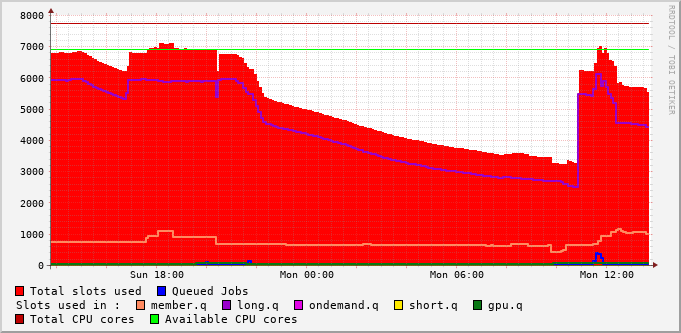 8000
7000
6000
5000
4000
3000
2000
1000
0
Sun 18:00 Mon 00:00 Mon 06:00 Mon 12:00
RRDTOOL / TOBI OETIKER
Total slots used Queued Jobs
Slots used in : member.q long.q ondemand.q short.q gpu.q
Total CPU cores Available CPU cores